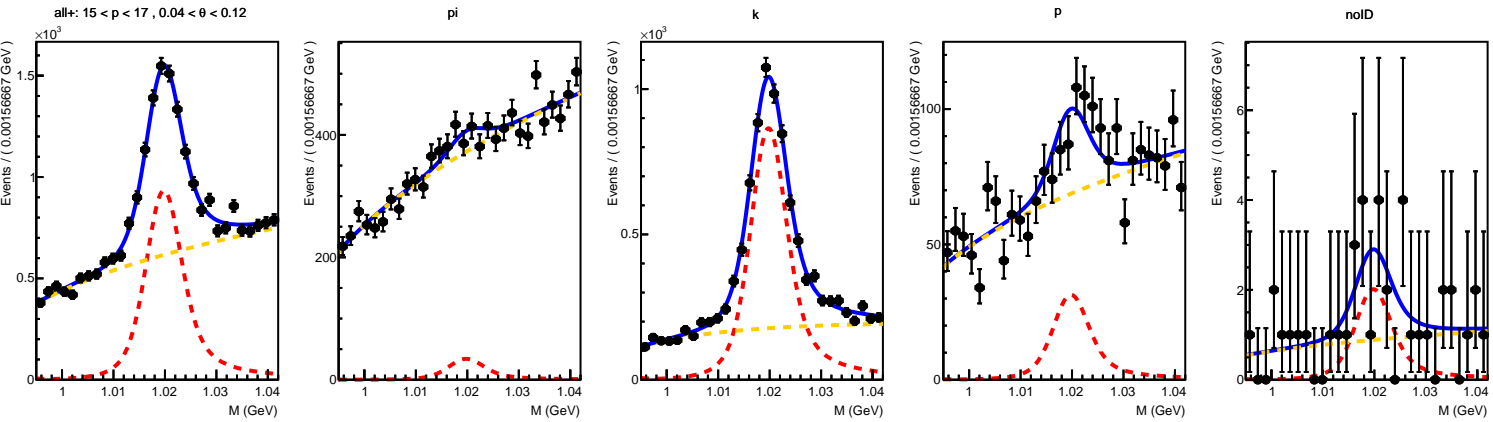 all+: 15 < p < 17 , 0.04 < θ < 0.12
×10³
Events / ( 0.00156667 GeV )
1.5
1
0.5
0
1 1.01 1.02 1.03 1.04
M (GeV)
pi
Events / ( 0.00156667 GeV )
400
200
0
1 1.01 1.02 1.03 1.04
M (GeV)
k
×10³
Events / ( 0.00156667 GeV )
1
0.5
0
1 1.01 1.02 1.03 1.04
M (GeV)
p
Events / ( 0.00156667 GeV )
100
50
0
1 1.01 1.02 1.03 1.04
M (GeV)
noID
Events / ( 0.00156667 GeV )
6
4
2
0
1 1.01 1.02 1.03 1.04
M (GeV)